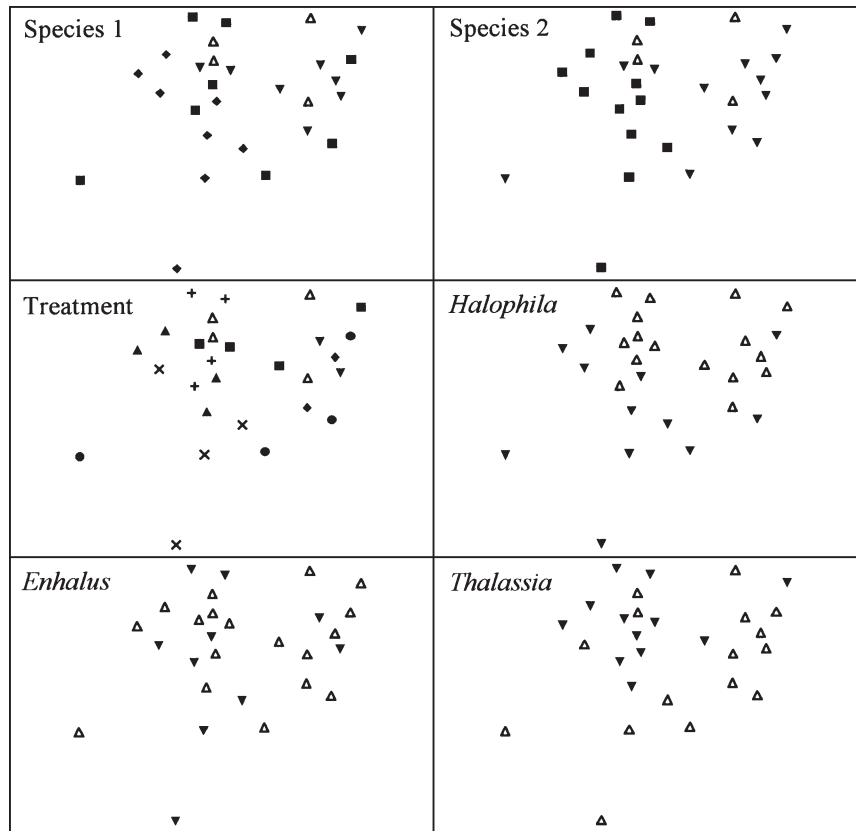 Species 1
Species 2
Treatment
Halophila
Enhalus
Thalassia